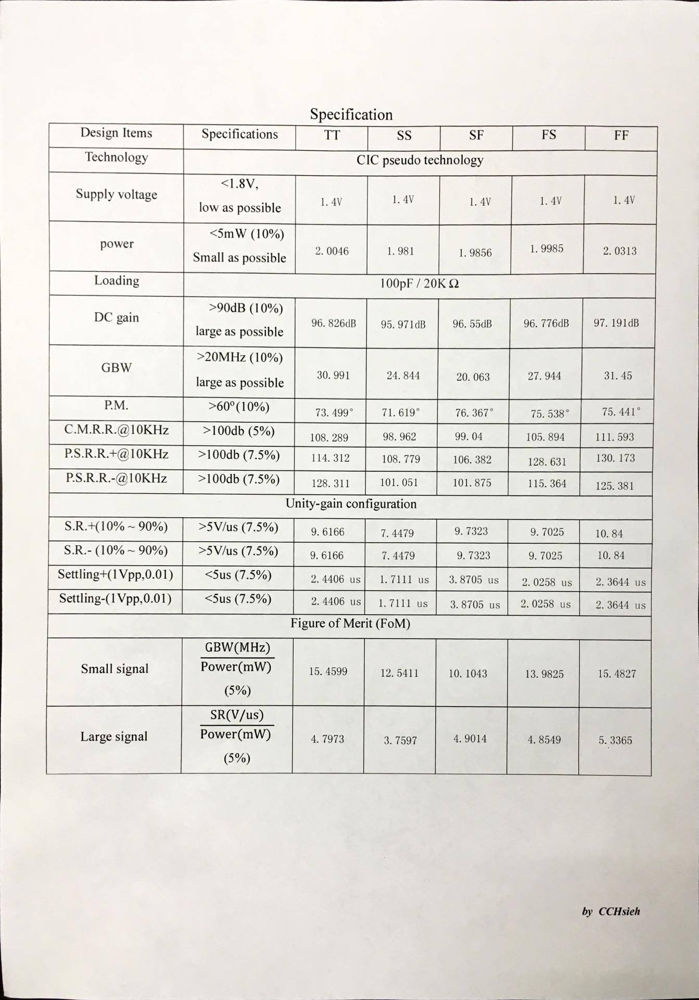 Specification
Design Items Specifications TT SS SF FS FF
Technology CIC pseudo technology
Supply voltage <1.8V,
low as possible 1.4V 1.4V 1.4V 1.4V 1.4V
power <5mW (10%)
Small as possible 2.0046 1.981 1.9856 1.9985 2.0313
Loading 100pF / 20K Ω
DC gain >90dB (10%)
large as possible 96.826dB 95.971dB 96.55dB 96.776dB 97.191dB
GBW >20MHz (10%)
large as possible 30.991 24.844 20.063 27.944 31.45
P.M. >60º(10%) 73.499° 71.619° 76.367° 75.538° 75.441°
C.M.R.R.@10KHz >100db (5%) 108.289 98.962 99.04 105.894 111.593
P.S.R.R.+@10KHz >100db (7.5%) 114.312 108.779 106.382 128.631 130.173
P.S.R.R.-@10KHz >100db (7.5%) 128.311 101.051 101.875 115.364 125.381
Unity-gain configuration
S.R.+(10% ~ 90%) >5V/us (7.5%) 9.6166 7.4479 9.7323 9.7025 10.84
S.R.- (10% ~ 90%) >5V/us (7.5%) 9.6166 7.4479 9.7323 9.7025 10.84
Settling+(1Vpp,0.01) <5us (7.5%) 2.4406 us 1.7111 us 3.8705 us 2.0258 us 2.3644 us
Settling-(1Vpp,0.01) <5us (7.5%) 2.4406 us 1.7111 us 3.8705 us 2.0258 us 2.3644 us
Figure of Merit (FoM)
Small signal GBW(MHz)
Power(mW)
(5%) 15.4599 12.5411 10.1043 13.9825 15.4827
Large signal SR(V/us)
Power(mW)
(5%) 4.7973 3.7597 4.9014 4.8549 5.3365
by CCHsieh